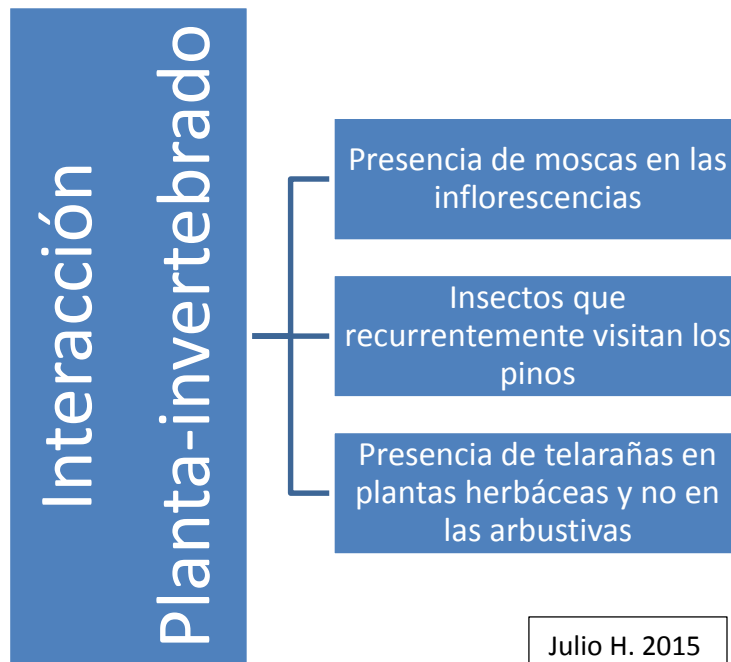 Interacción
Planta-invertebrado
Presencia de moscas en las
inflorescencias
Insectos que
recurrentemente visitan los
pinos
Presencia de telarañas en
plantas herbáceas y no en
las arbustivas
Julio H. 2015